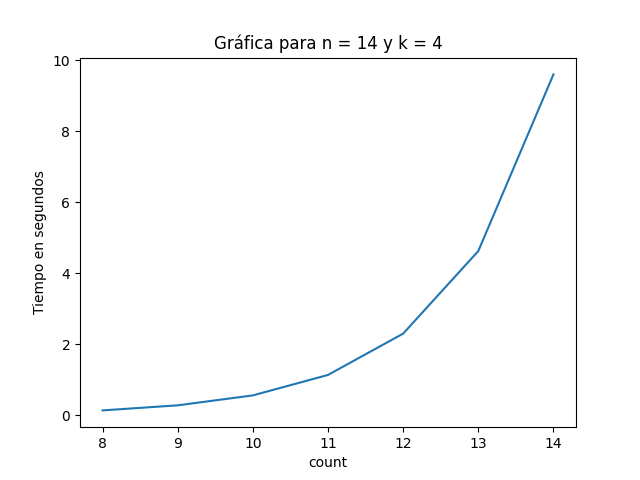 Gráfica para n = 14 y k = 4
10
8
6
4
2
0
Tiempo en segundos
8 9 10 11 12 13 14
count